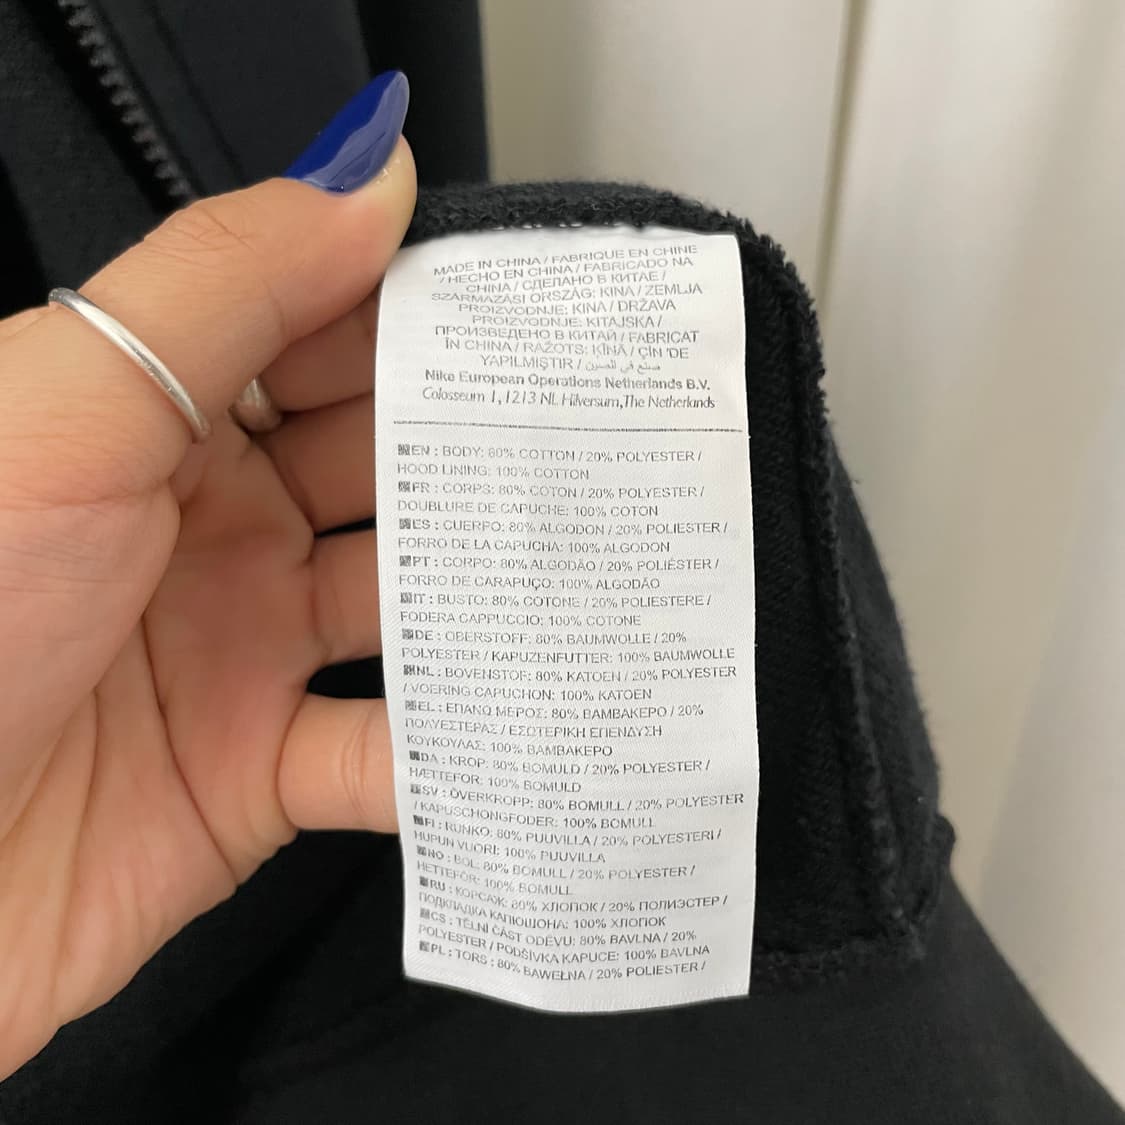 MADE IN CHINA / FABRIQUE EN CHINE
/ HECHO EN CHINA / FABRICADO NA
CHINA / СДЕЛАНО В КИТАЕ /
SZÁRMAZÁSI ORSZÁG: KINA / ZEMLJA
PROIZVODNJE: KINA / DRŽAVA
PROIZVODNJE: KITAJSKA /
ПРОИЗВЕДЕНО В КИТАЙ / FABRICAT
ÎN CHINA / RAŽOTS: ĶĪNĀ / ÇİN 'DE
YAPILMIŞTIR / صنع في الصين
Nike European Operations Netherlands B.V.
Colosseum 1, 1213 NL Hilversum, The Netherlands
EN : BODY: 80% COTTON / 20% POLYESTER /
HOOD LINING: 100% COTTON
FR : CORPS: 80% COTON / 20% POLYESTER /
DOUBLURE DE CAPUCHE: 100% COTON
ES : CUERPO: 80% ALGODON / 20% POLIESTER /
FORRO DE LA CAPUCHA: 100% ALGODON
PT : CORPO: 80% ALGODÃO / 20% POLIÉSTER /
FORRO DE CARAPUÇO: 100% ALGODÃO
IT : BUSTO: 80% COTONE / 20% POLIESTERE /
FODERA CAPPUCCIO: 100% COTONE
DE : OBERSTOFF: 80% BAUMWOLLE / 20%
POLYESTER / KAPUZENFUTTER: 100% BAUMWOLLE
NL : BOVENSTOF: 80% KATOEN / 20% POLYESTER
/ VOERING CAPUCHON: 100% KATOEN
EL : ΕΠΑΝΩ ΜΕΡΟΣ: 80% ΒΑΜΒΑΚΕΡΟ / 20%
ΠΟΛΥΕΣΤΕΡΑΣ / ΕΣΩΤΕΡΙΚΗ ΕΠΕΝΔΥΣΗ
ΚΟΥΚΟΥΛΑΣ: 100% ΒΑΜΒΑΚΕΡΟ
DA : KROP: 80% BOMULD / 20% POLYESTER /
HÆTTEFOR: 100% BOMULD
SV : ÖVERKROPP: 80% BOMULL / 20% POLYESTER
/ KAPUSCHONGFODER: 100% BOMULL
FI : RUNKO: 80% PUUVILLA / 20% POLYESTERI /
HUPUN VUORI: 100% PUUVILLA
NO : BOL: 80% BOMULL / 20% POLYESTER /
HETTEFÔR: 100% BOMULL
RU : КОРСАЖ: 80% ХЛОПОК / 20% ПОЛИЭСТЕР /
ПОДКЛАДКА КАПЮШОНА: 100% ХЛОПОК
CS : TĚLNÍ ČÁST ODĚVU: 80% BAVLNA / 20%
POLYESTER / PODŠÍVKA KAPUCE: 100% BAVLNA
PL : TORS : 80% BAWEŁNA / 20% POLIESTER /